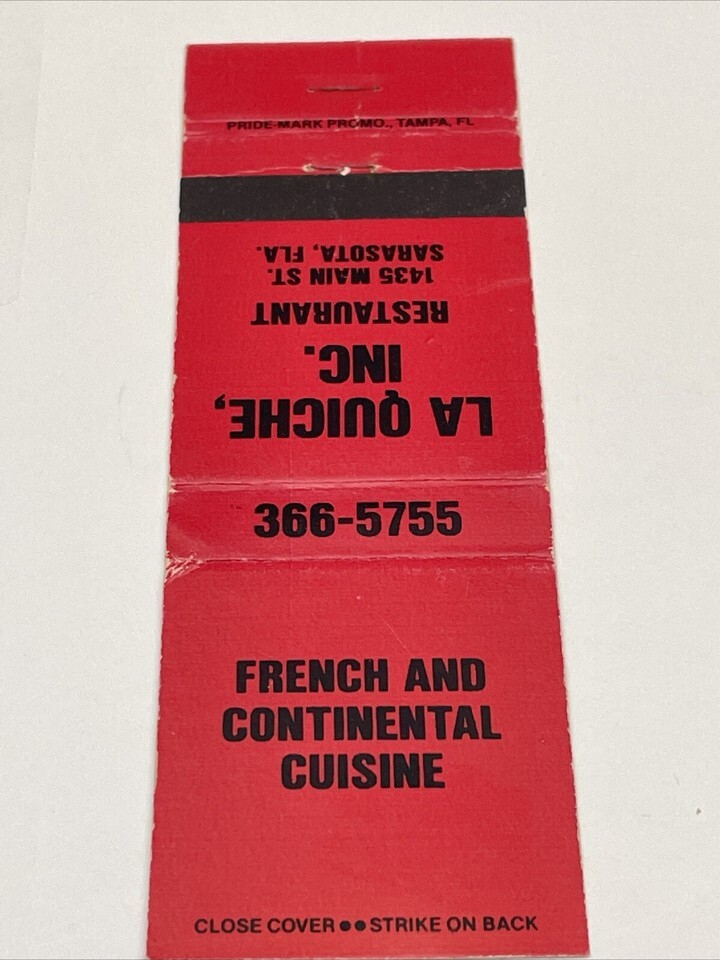 PRIDE-MARK PROMO., TAMPA, FL
LA QUICHE,
INC.
RESTAURANT
1435 MAIN ST.
SARASOTA, FLA.
366-5755
FRENCH AND
CONTINENTAL
CUISINE
CLOSE COVER ●● STRIKE ON BACK